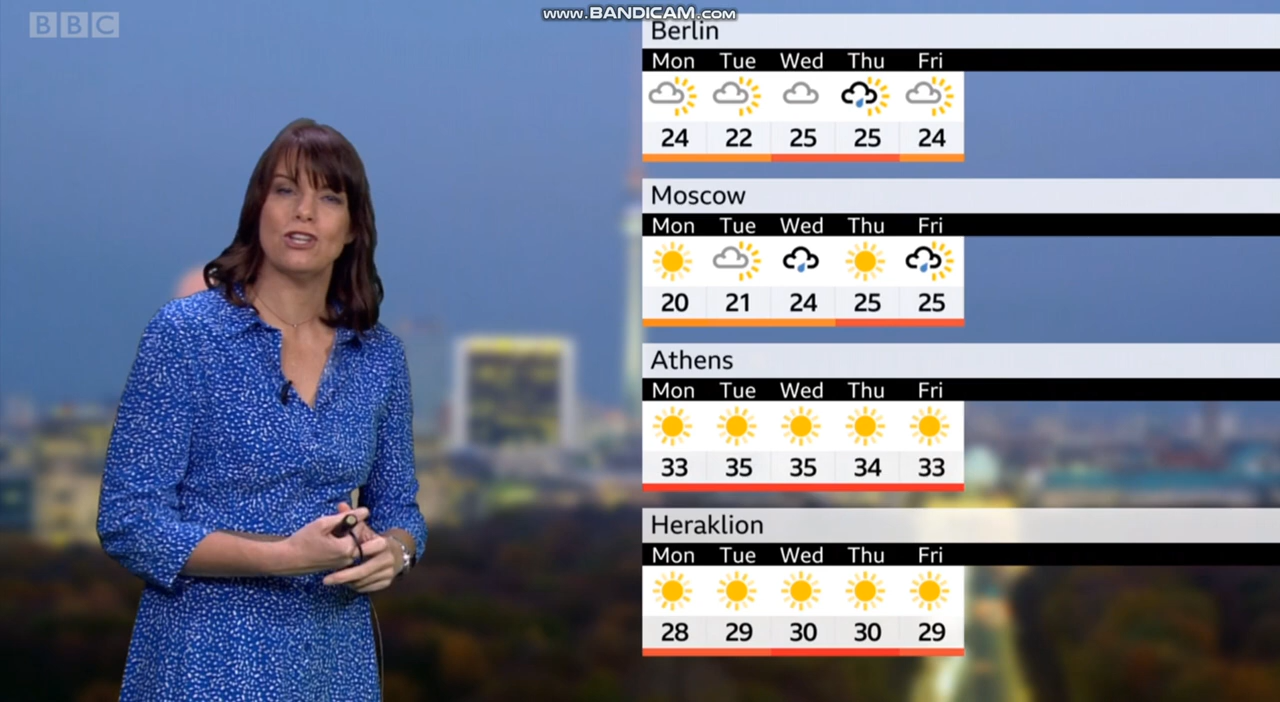 BBC
www.BANDICAM.com
Berlin
Mon Tue Wed Thu Fri
24 22 25 25 24
Moscow
Mon Tue Wed Thu Fri
20 21 24 25 25
Athens
Mon Tue Wed Thu Fri
33 35 35 34 33
Heraklion
Mon Tue Wed Thu Fri
28 29 30 30 29